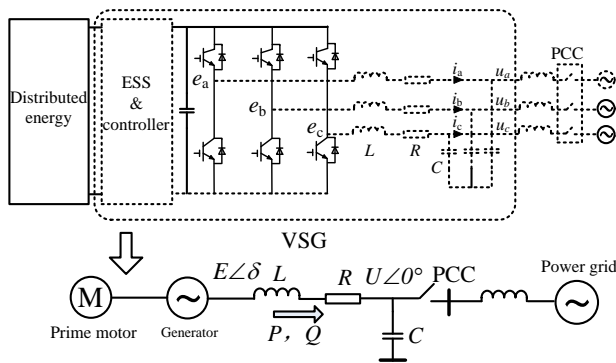 Distributed
energy
ESS
&
controller
e_a
e_b
e_c
L
R
C
i_a
i_b
i_c
u_a
u_b
u_c
PCC
VSG
M
Prime motor
Generator
E∠δ
L
P, Q
R
U∠0°
C
PCC
Power grid